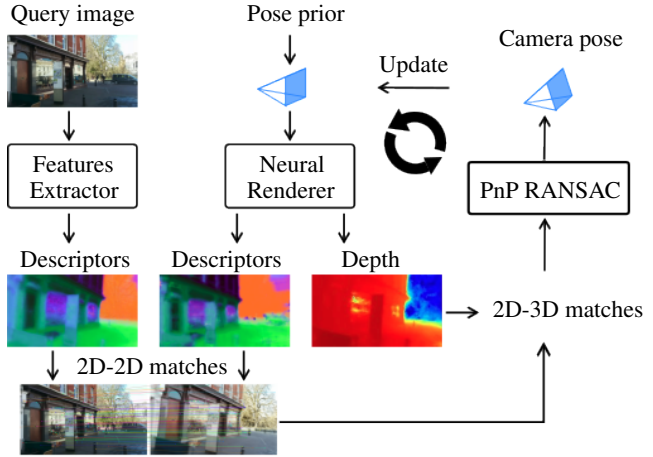 Query image
Pose prior
Camera pose
Update
Features
Extractor
Neural
Renderer
PnP RANSAC
Descriptors
Descriptors
Depth
2D-3D matches
2D-2D matches